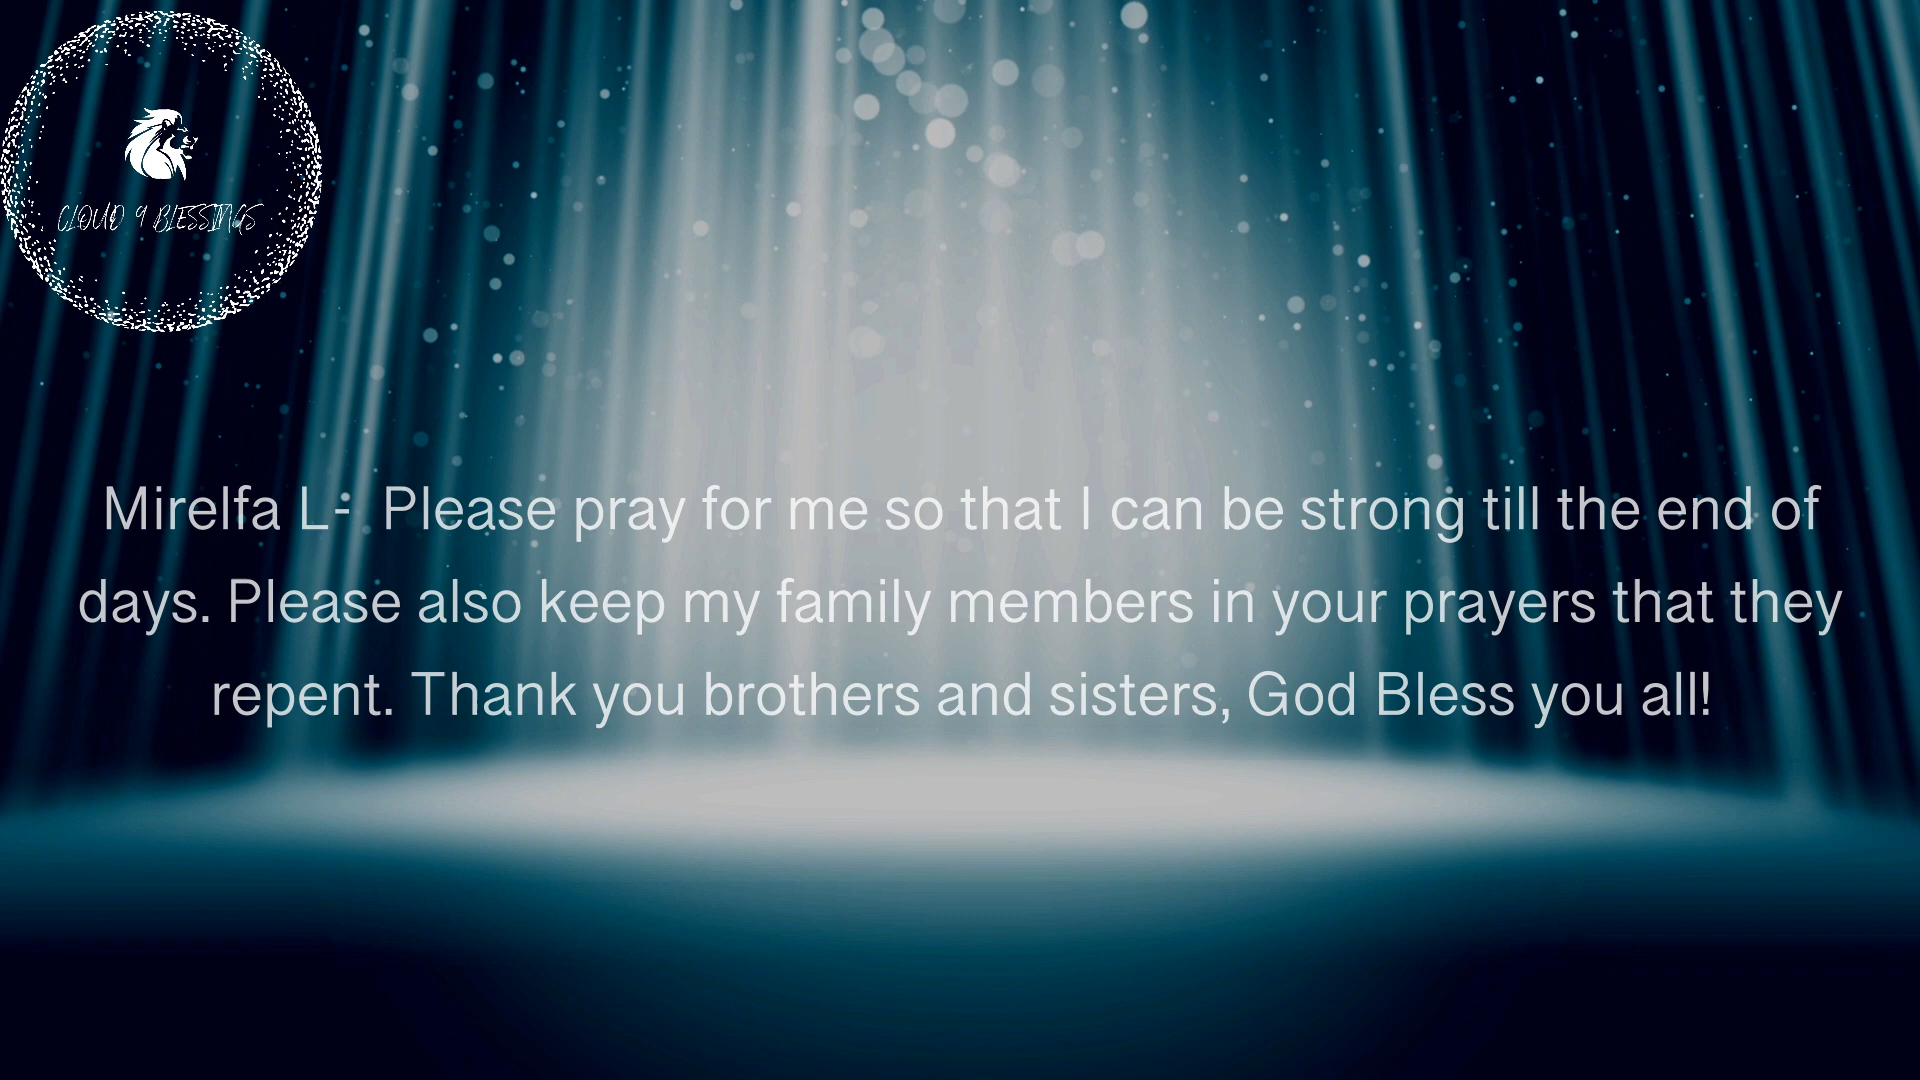 CLOUD 9 BLESSINGS
Mirelfa L- Please pray for me so that I can be strong till the end of
days. Please also keep my family members in your prayers that they
repent. Thank you brothers and sisters, God Bless you all!